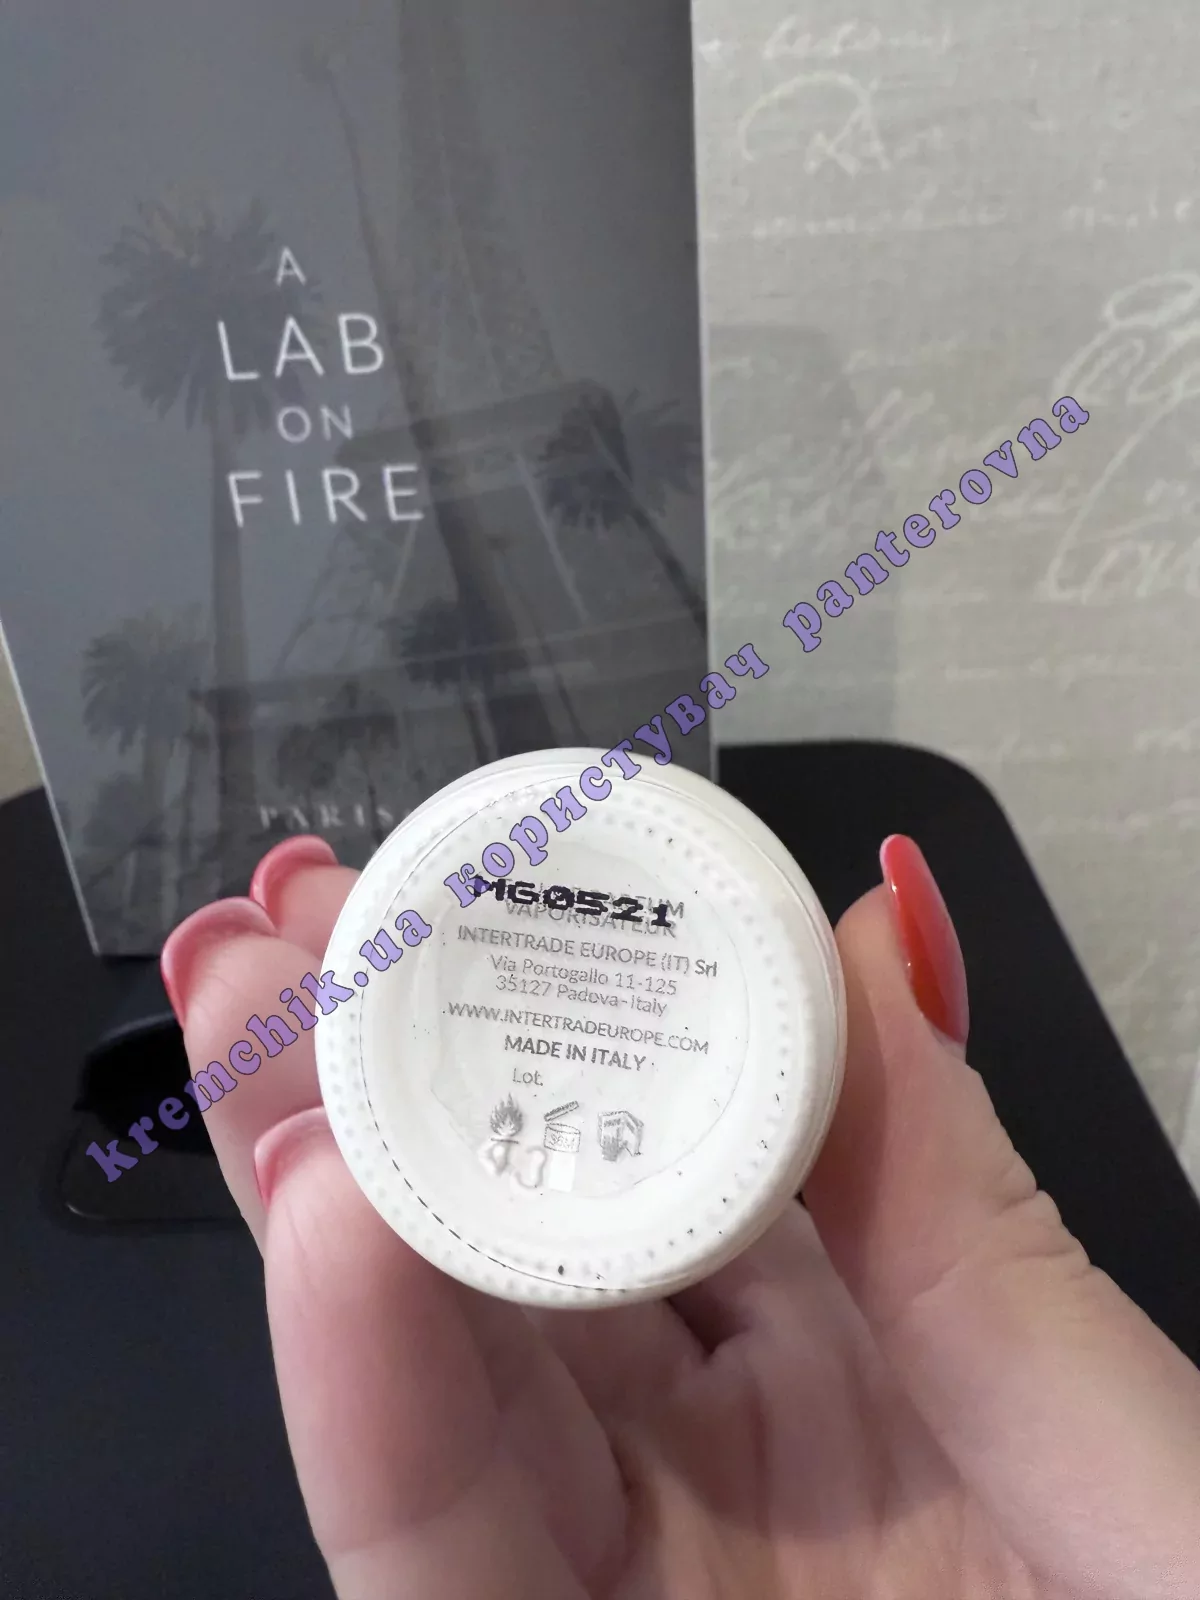 A
LAB
ON
FIRE
PARIS
kremchik.ua користувач panterovna
MG0521
VAPORISATEUR
INTERTRADE EUROPE (IT) Srl
Via Portogallo 11-125
35127 Padova-Italy
WWW.INTERTRADEUROPE.COM
MADE IN ITALY
Lot.
36M